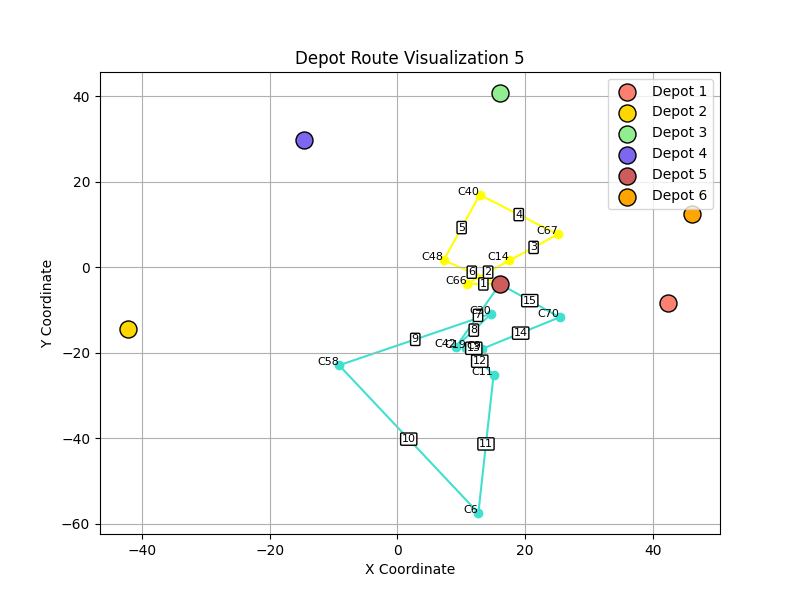 Depot Route Visualization 5
Depot 1
Depot 2
Depot 3
Depot 4
Depot 5
Depot 6
Y Coordinate
40
20
0
−20
−40
−60
C40
4
5
C67
3
C48
C14
6
2
C66
1
15
C20
7
C70
8
14
9
C42
13
12
C58
C11
10
11
C6
−40
−20
0
20
40
X Coordinate